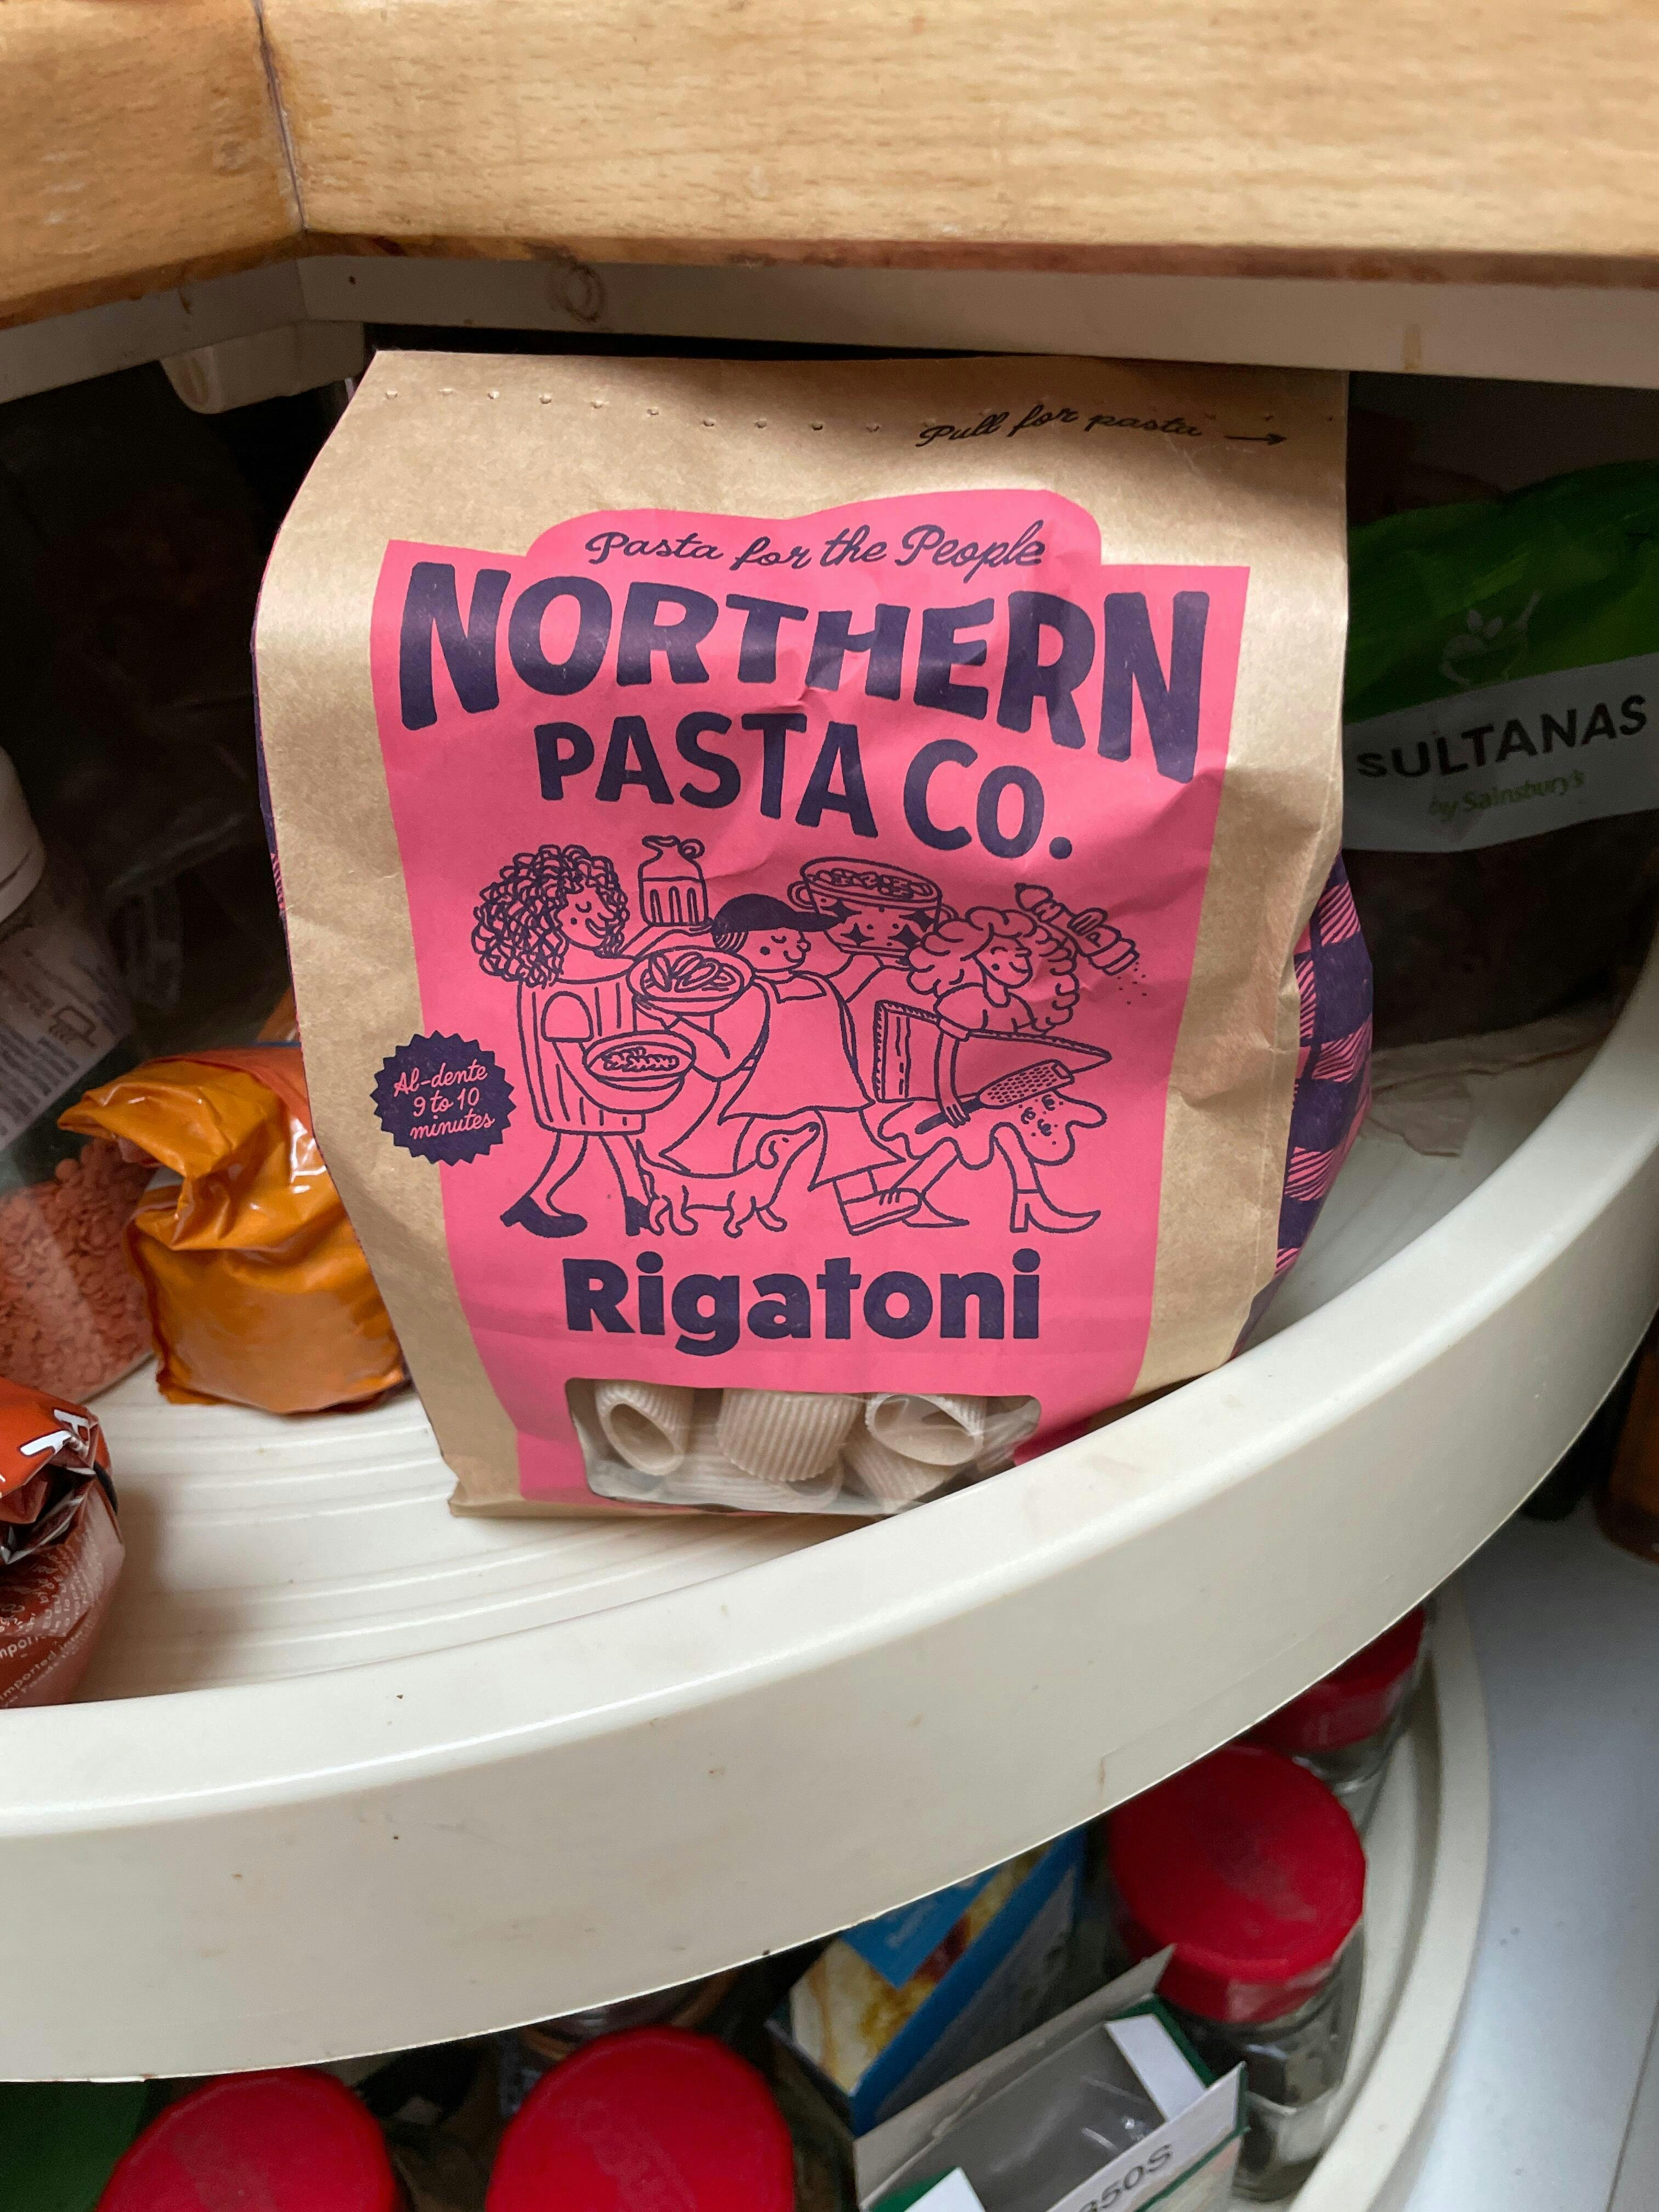 Pull for pasta →
Pasta for the People
NORTHERN
PASTA CO.
SULTANAS
by Sainsbury's
Al-dente
9 to 10
minutes
Rigatoni
imported